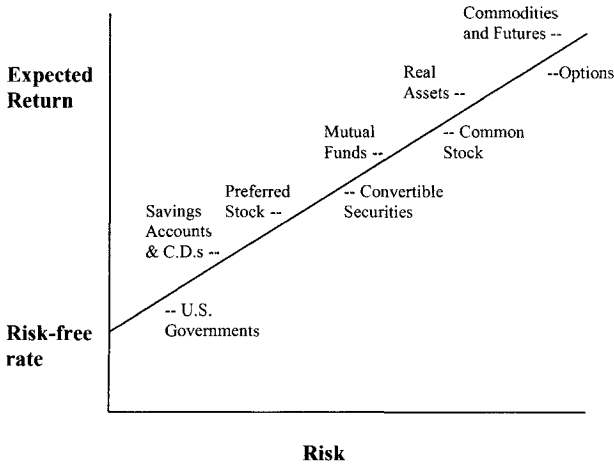 Commodities
and Futures --
Expected
Return
Real
Assets --
--Options
Mutual
Funds --
-- Common
Stock
Preferred
Stock --
-- Convertible
Securities
Savings
Accounts
& C.D.s --
-- U.S.
Governments
Risk-free
rate
Risk